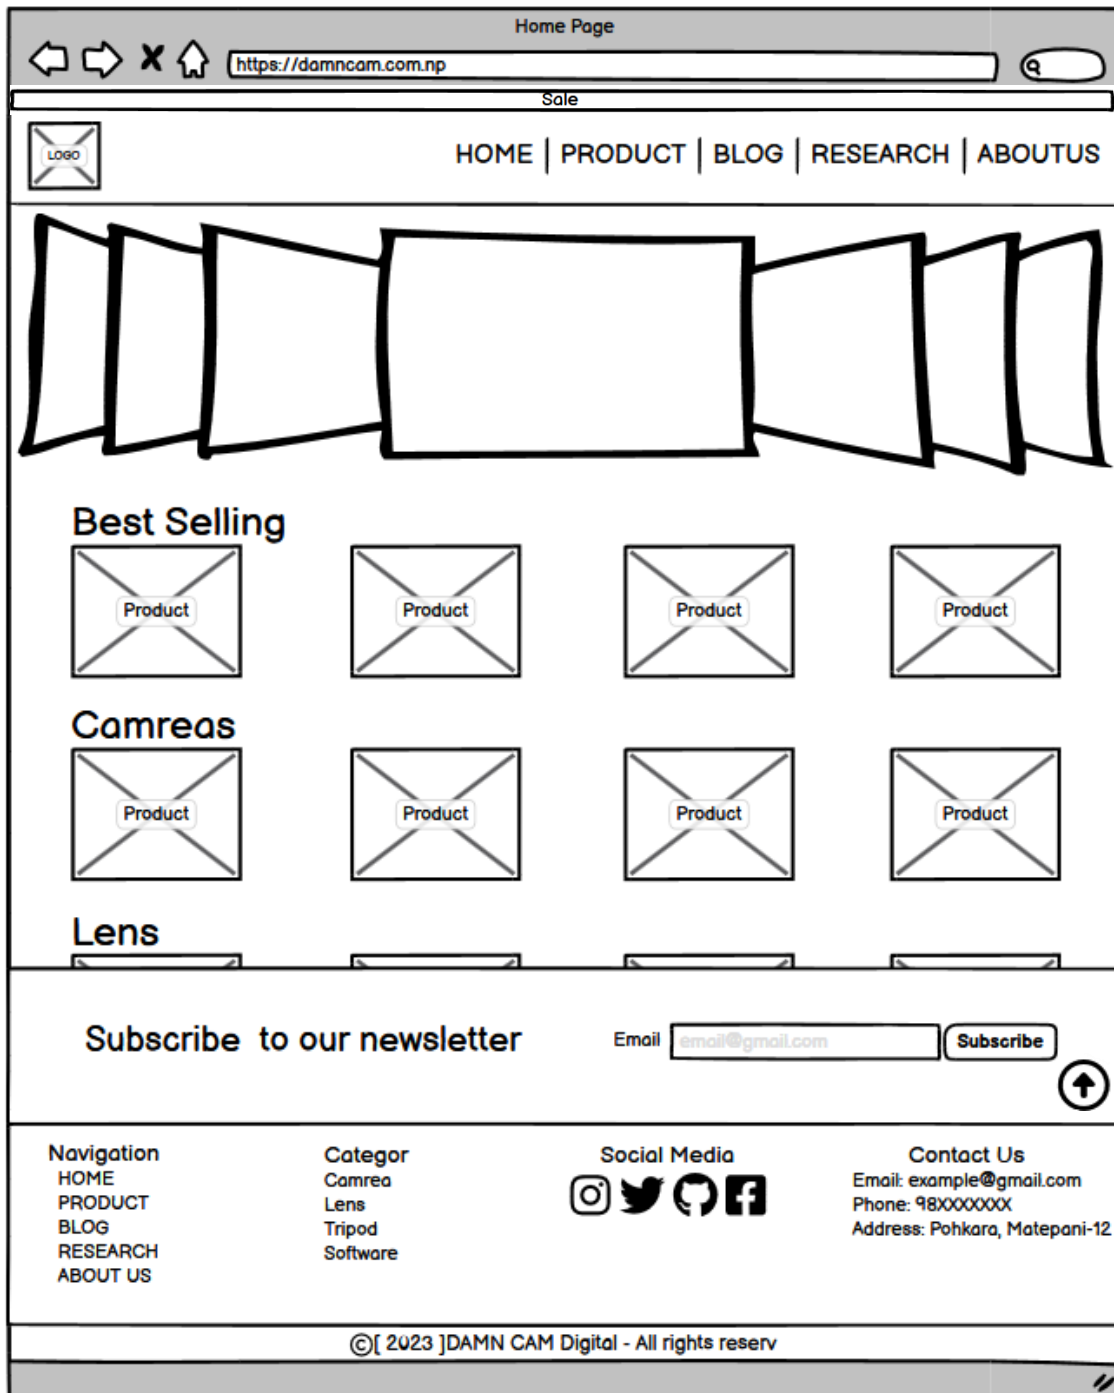 Home Page
https://damncam.com.np
Sale
LOGO
HOME | PRODUCT | BLOG | RESEARCH | ABOUTUS
Best Selling
Product Product Product Product
Camreas
Product Product Product Product
Lens
Subscribe to our newsletter
Email email@gmail.com Subscribe
Navigation
HOME
PRODUCT
BLOG
RESEARCH
ABOUT US
Categor
Camrea
Lens
Tripod
Software
Social Media
Contact Us
Email: example@gmail.com
Phone: 98XXXXXXX
Address: Pohkara, Matepani-12
©[ 2023 ]DAMN CAM Digital - All rights reserv